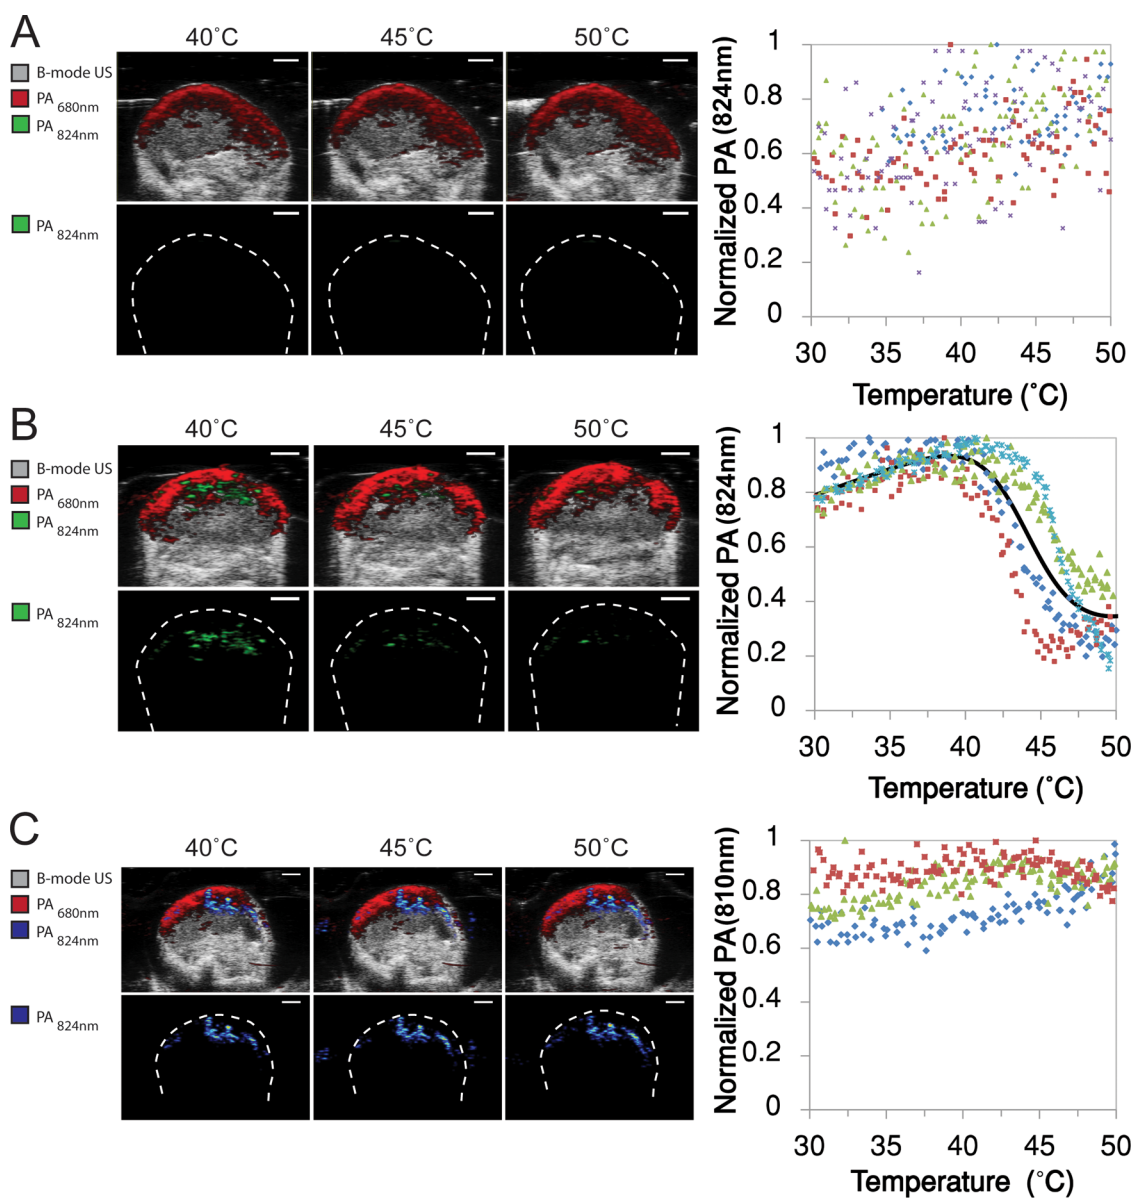 A
40˚C 45˚C 50˚C
B-mode US
PA 680nm
PA 824nm
PA 824nm
Normalized PA (824nm)
1
0.8
0.6
0.4
0.2
0
30 35 40 45 50
Temperature (˚C)
B
40˚C 45˚C 50˚C
B-mode US
PA 680nm
PA 824nm
PA 824nm
Normalized PA (824nm)
1
0.8
0.6
0.4
0.2
0
30 35 40 45 50
Temperature (˚C)
C
40˚C 45˚C 50˚C
B-mode US
PA 680nm
PA 824nm
PA 824nm
Normalized PA(810nm)
1
0.8
0.6
0.4
0.2
0
30 35 40 45 50
Temperature (˚C)